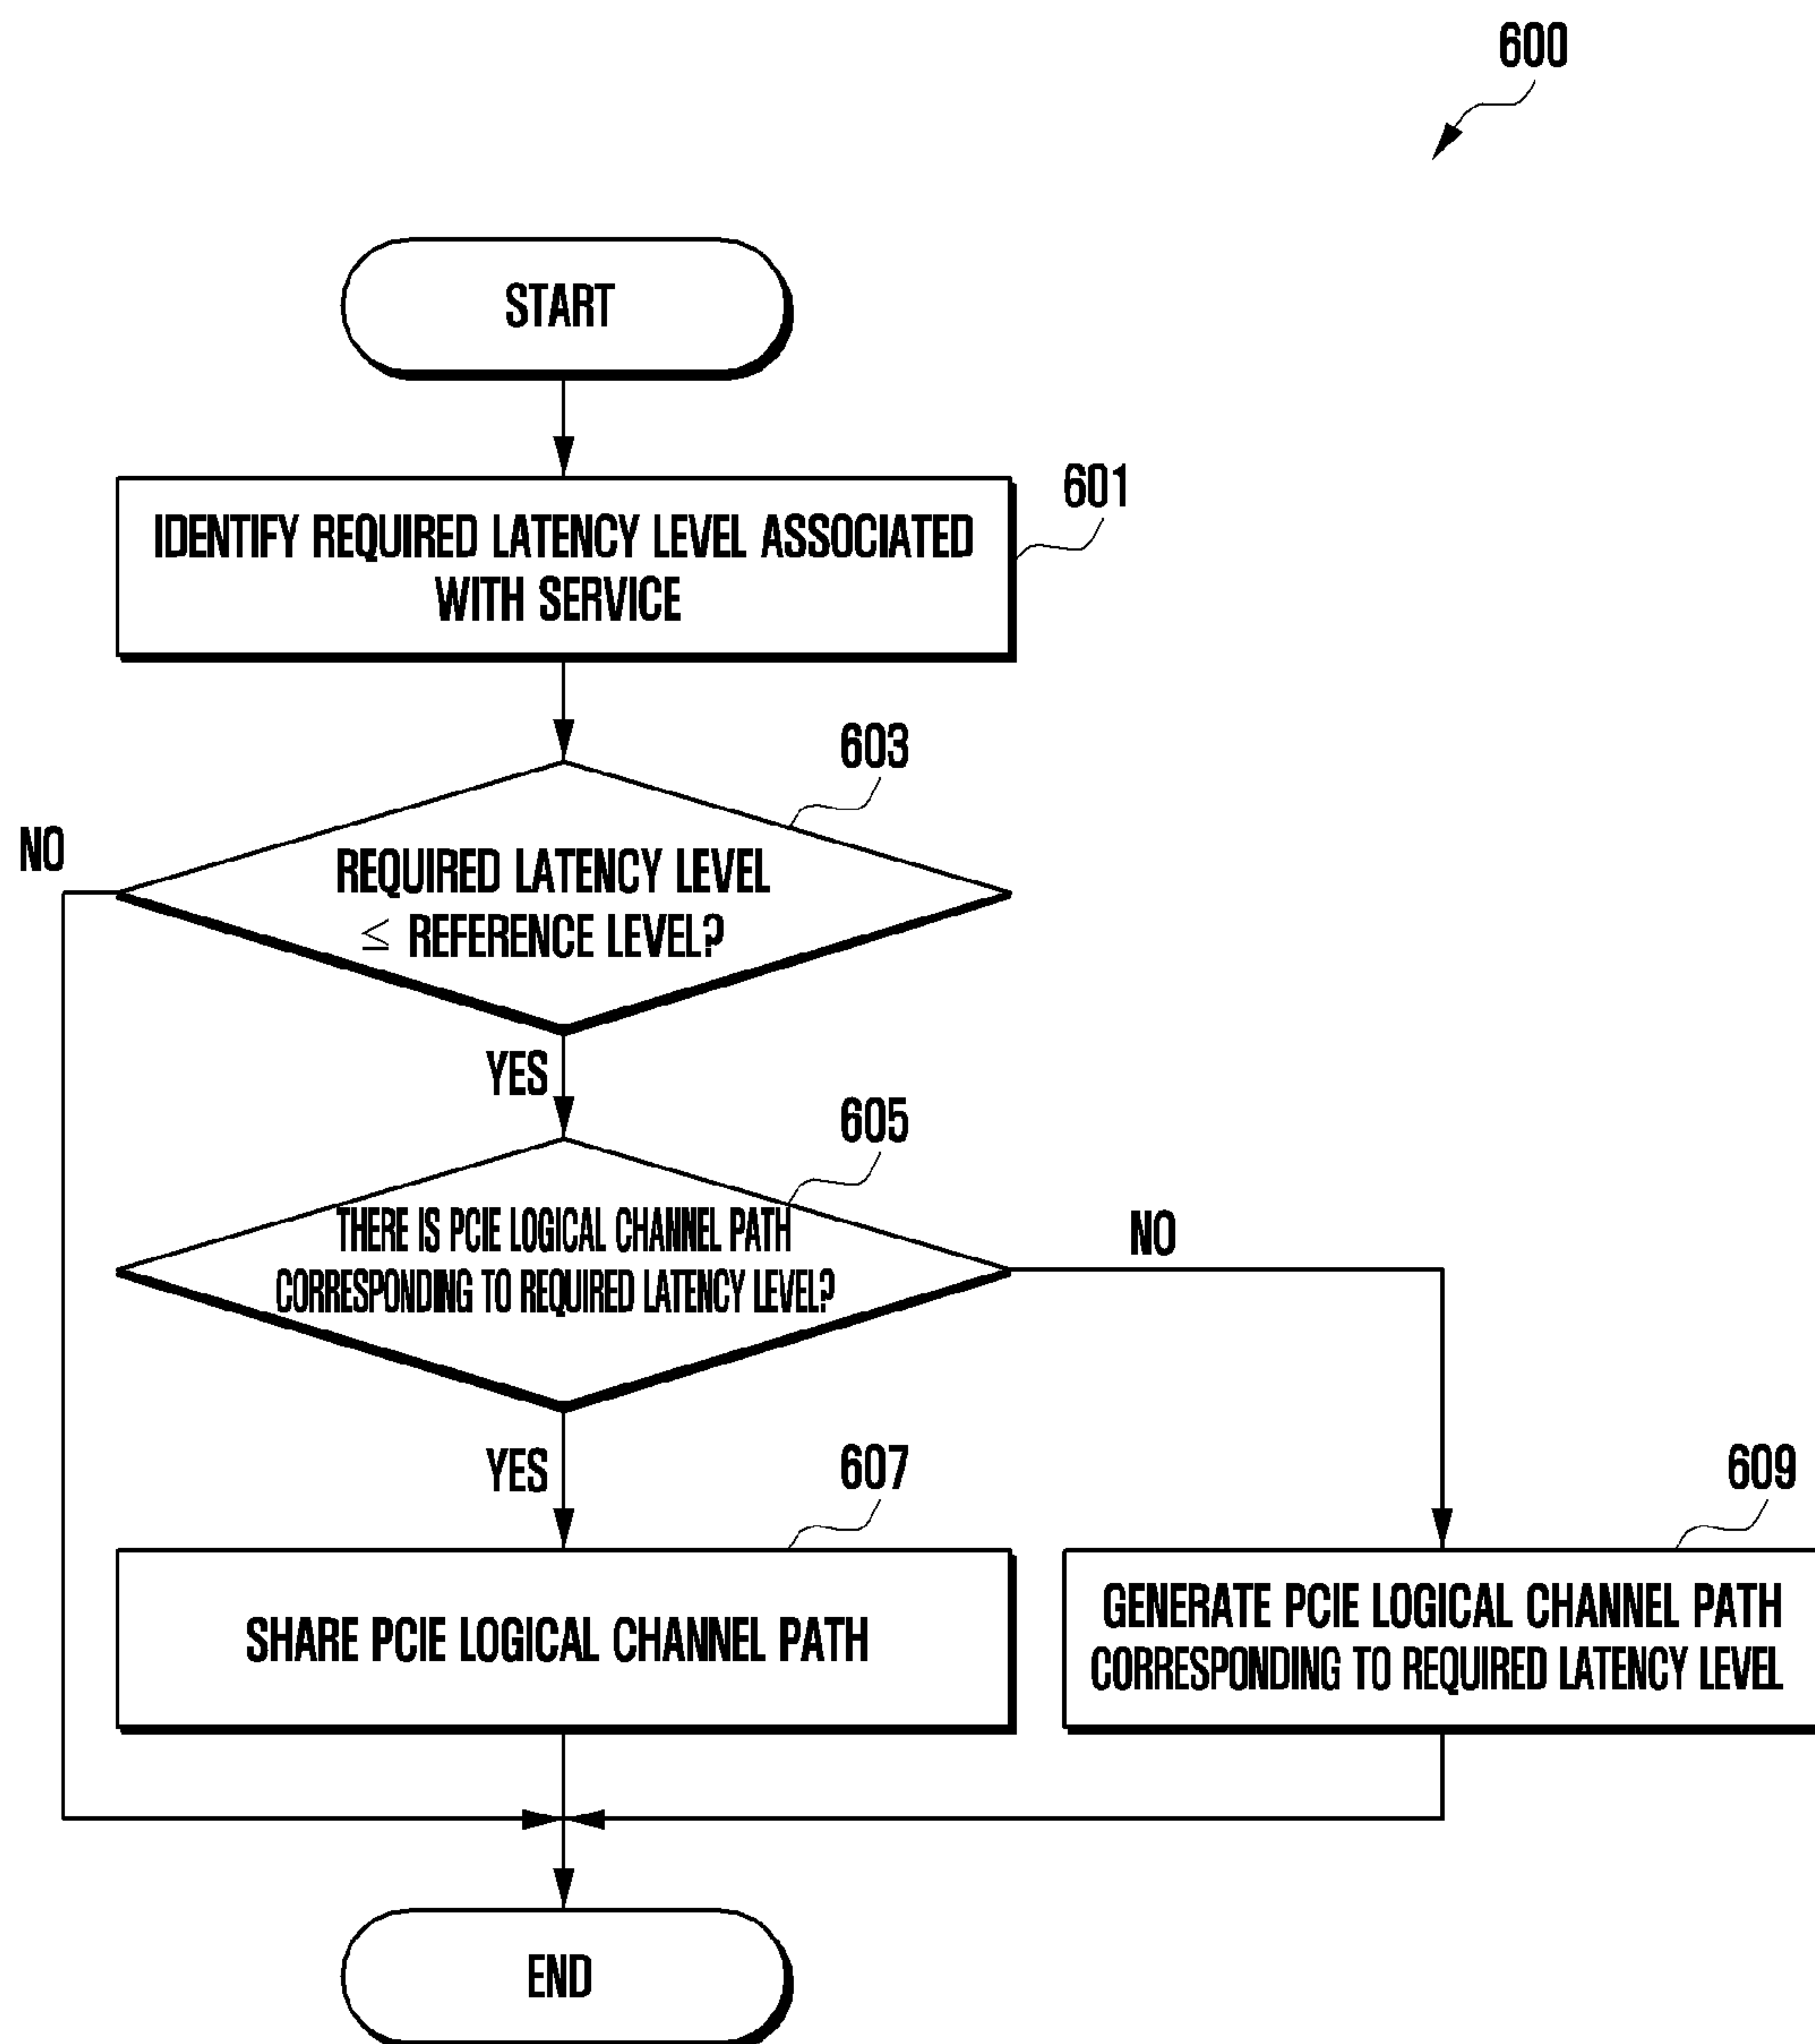 600
START
601
IDENTIFY REQUIRED LATENCY LEVEL ASSOCIATED
WITH SERVICE
603
NO
REQUIRED LATENCY LEVEL
≤ REFERENCE LEVEL?
YES
605
THERE IS PCIE LOGICAL CHANNEL PATH
CORRESPONDING TO REQUIRED LATENCY LEVEL?
NO
YES
607
609
SHARE PCIE LOGICAL CHANNEL PATH
GENERATE PCIE LOGICAL CHANNEL PATH
CORRESPONDING TO REQUIRED LATENCY LEVEL
END